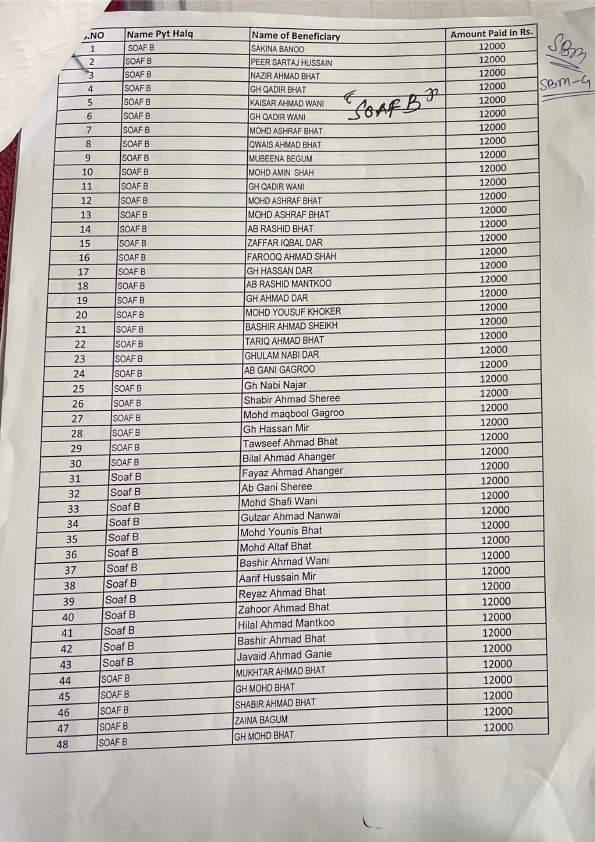 S.NO Name Pyt Halq Name of Beneficiary Amount Paid in Rs.
1 SOAF B SAKINA BANOO 12000
2 SOAF B PEER SARTAJ HUSSAIN 12000
3 SOAF B NAZIR AHMAD BHAT 12000
4 SOAF B GH QADIR BHAT 12000
5 SOAF B KAISAR AHMAD WANI 12000
6 SOAF B GH QADIR WANI 12000
7 SOAF B MOHD ASHRAF BHAT 12000
8 SOAF B QWAIS AHMAD BHAT 12000
9 SOAF B MUBEENA BEGUM 12000
10 SOAF B MOHD AMIN SHAH 12000
11 SOAF B GH QADIR WANI 12000
12 SOAF B MOHD ASHRAF BHAT 12000
13 SOAF B MOHD ASHRAF BHAT 12000
14 SOAF B AB RASHID BHAT 12000
15 SOAF B ZAFFAR IQBAL DAR 12000
16 SOAF B FAROOQ AHMAD SHAH 12000
17 SOAF B GH HASSAN DAR 12000
18 SOAF B AB RASHID MANTKOO 12000
19 SOAF B GH AHMAD DAR 12000
20 SOAF B MOHD YOUSUF KHOKER 12000
21 SOAF B BASHIR AHMAD SHEIKH 12000
22 SOAF B TARIQ AHMAD BHAT 12000
23 SOAF B GHULAM NABI DAR 12000
24 SOAF B AB GANI GAGROO 12000
25 SOAF B Gh Nabi Najar 12000
26 SOAF B Shabir Ahmad Sheree 12000
27 SOAF B Mohd maqbool Gagroo 12000
28 SOAF B Gh Hassan Mir 12000
29 SOAF B Tawseef Ahmad Bhat 12000
30 SOAF B Bilal Ahmad Ahanger 12000
31 Soaf B Fayaz Ahmad Ahanger 12000
32 Soaf B Ab Gani Sheree 12000
33 Soaf B Mohd Shafi Wani 12000
34 Soaf B Gulzar Ahmad Nanwai 12000
35 Soaf B Mohd Younis Bhat 12000
36 Soaf B Mohd Altaf Bhat 12000
37 Soaf B Bashir Ahmad Wani 12000
38 Soaf B Aarif Hussain Mir 12000
39 Soaf B Reyaz Ahmad Bhat 12000
40 Soaf B Zahoor Ahmad Bhat 12000
41 Soaf B Hilal Ahmad Mantkoo 12000
42 Soaf B Bashir Ahmad Bhat 12000
43 Soaf B Javaid Ahmad Ganie 12000
44 SOAF B MUKHTAR AHMAD BHAT 12000
45 SOAF B GH MOHD BHAT 12000
46 SOAF B SHABIR AHMAD BHAT 12000
47 SOAF B ZAINA BAGUM 12000
48 SOAF B GH MOHD BHAT 12000
"SOAF B"
SBM
SBM-G